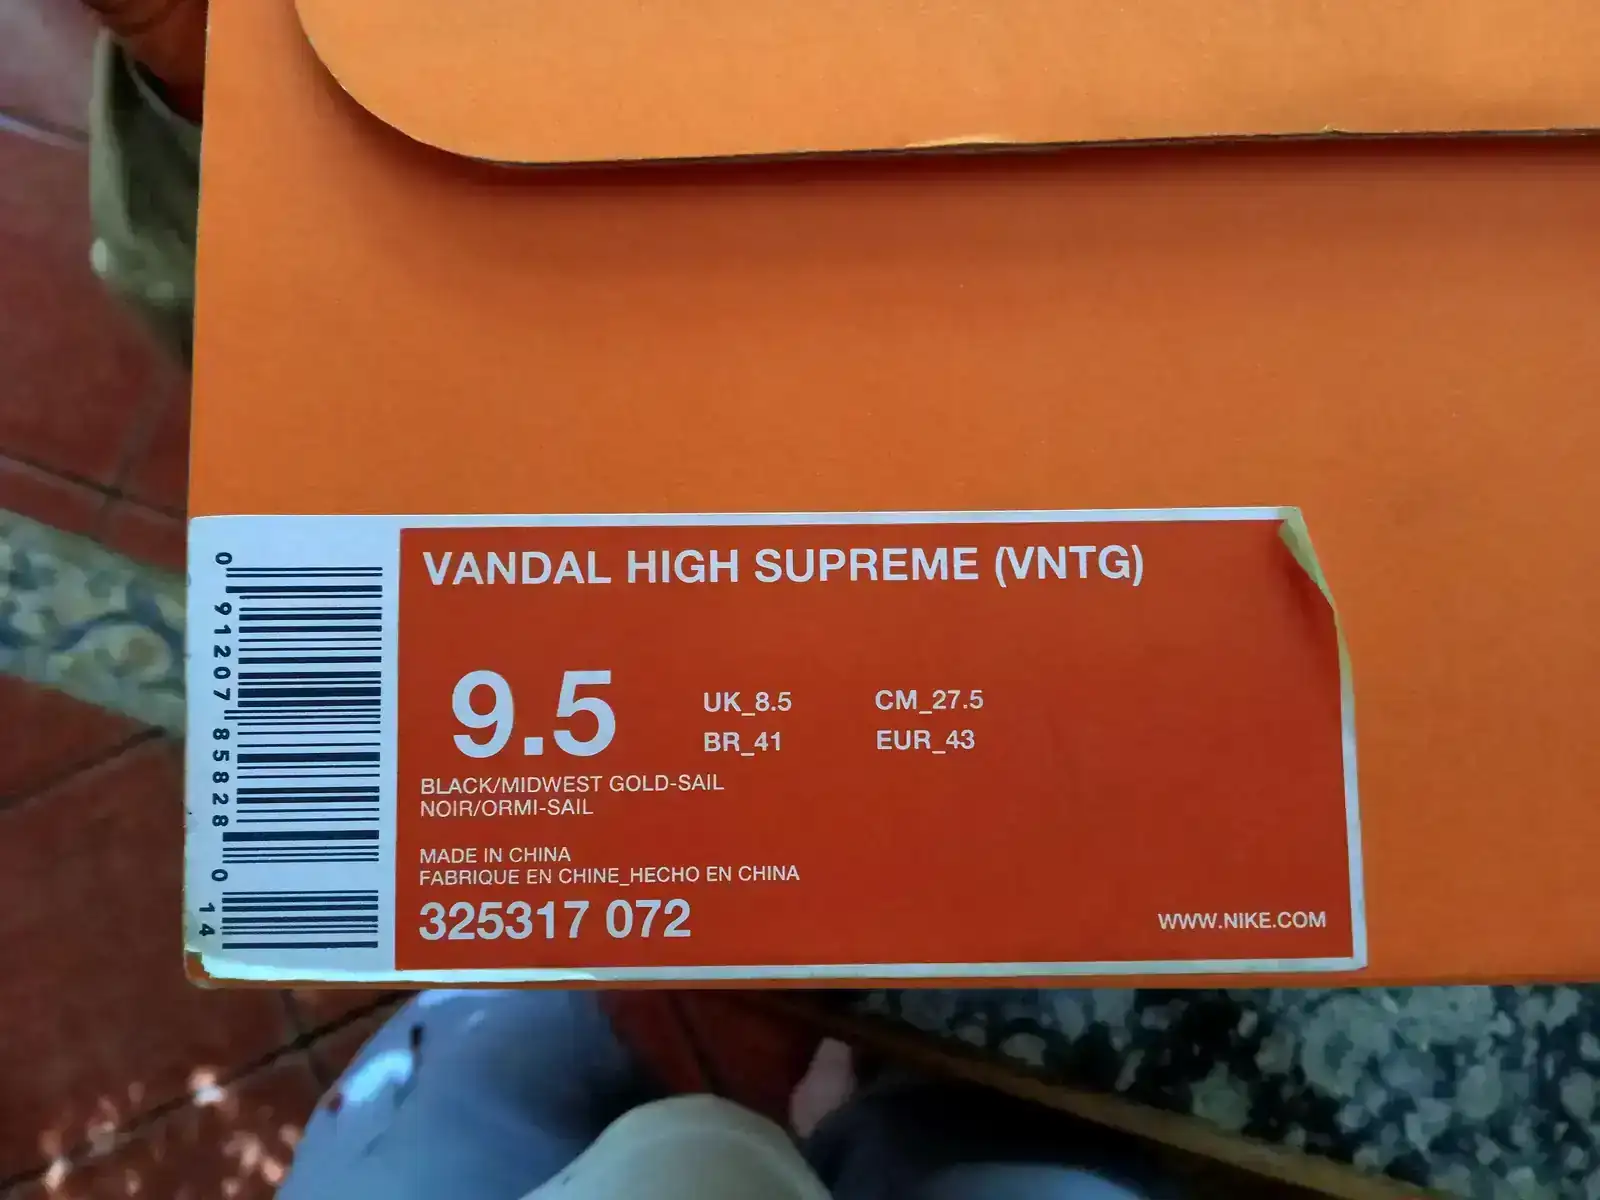 VANDAL HIGH SUPREME (VNTG)
9.5
UK_8.5 CM_27.5
BR_41 EUR_43
BLACK/MIDWEST GOLD-SAIL
NOIR/ORMI-SAIL
MADE IN CHINA
FABRIQUE EN CHINE_HECHO EN CHINA
325317 072
WWW.NIKE.COM
0 91207 85828 0 14